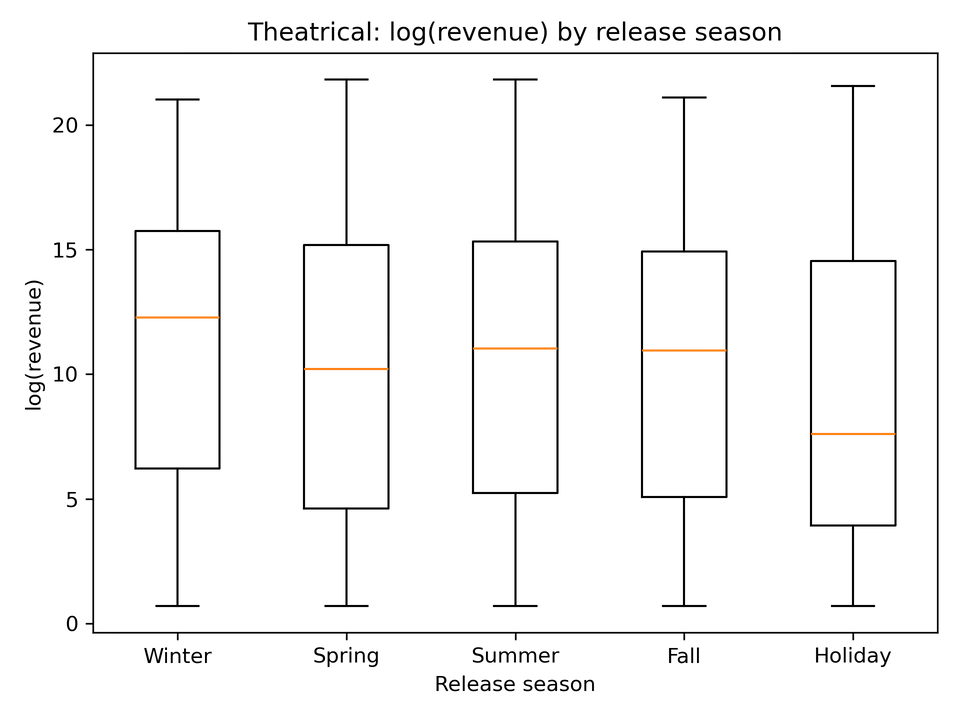 Theatrical: log(revenue) by release season
log(revenue)
20
15
10
5
0
Winter Spring Summer Fall Holiday
Release season